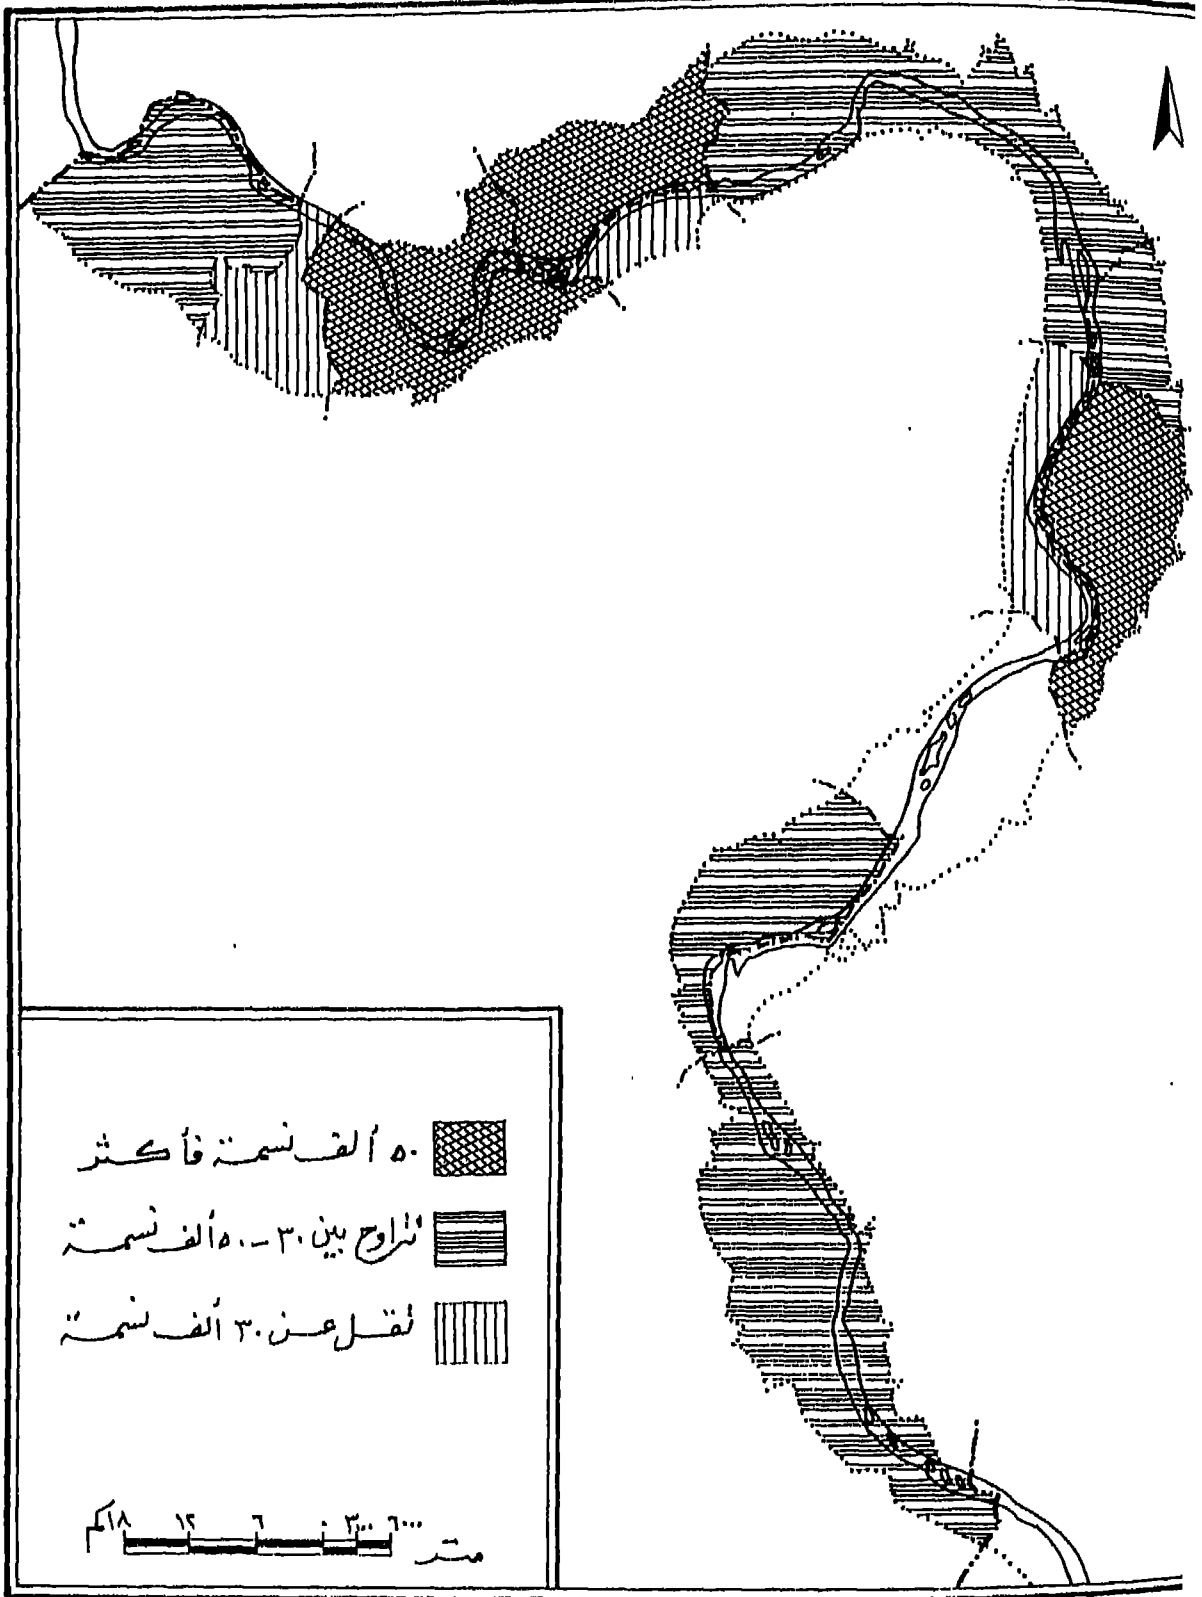 ٥٠ ألف نسمة فأكثر
تتراوح بين ٣٠ – ٥٠ ألف نسمة
تقل عن ٣٠ ألف نسمة
١٨كم ١٢ ٦ ٠ ٣٠٠٠ ٦٠٠٠
متر